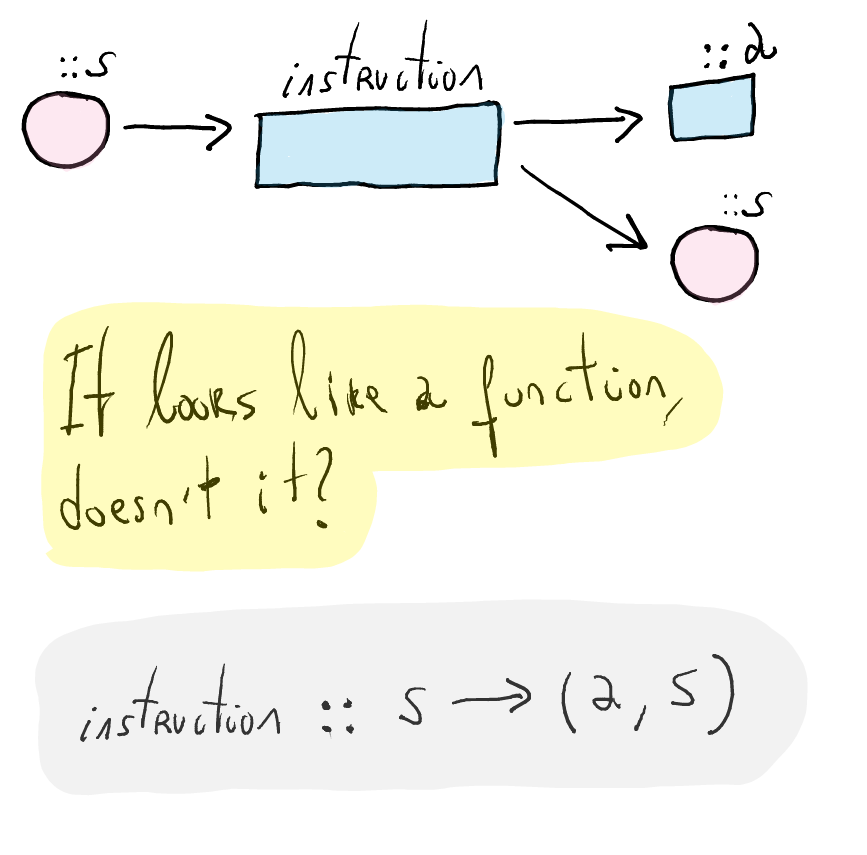 ::s
instruction
::a
::s
It looks like a function,
doesn't it?
instruction :: s → (a, s)